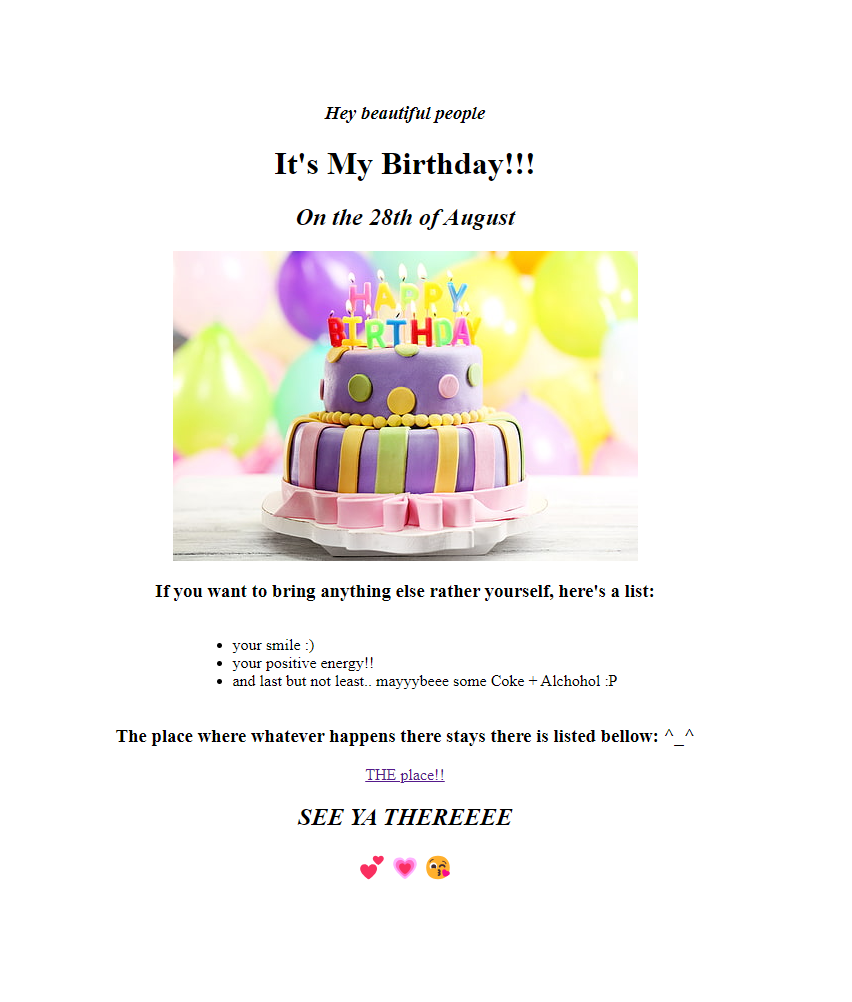 Hey beautiful people
It's My Birthday!!!
On the 28th of August
HAPPY
BIRTHDAY
If you want to bring anything else rather yourself, here's a list:
• your smile :)
• your positive energy!!
• and last but not least.. mayyybeee some Coke + Alchohol :P
The place where whatever happens there stays there is listed bellow: ^_^
THE place!!
SEE YA THEREEEE
💕 💗 😘